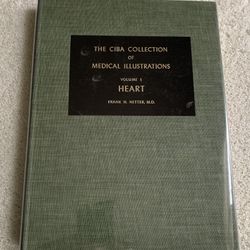 THE CIBA COLLECTION
OF
MEDICAL ILLUSTRATIONS
VOLUME 5
HEART
FRANK H. NETTER, M.D.